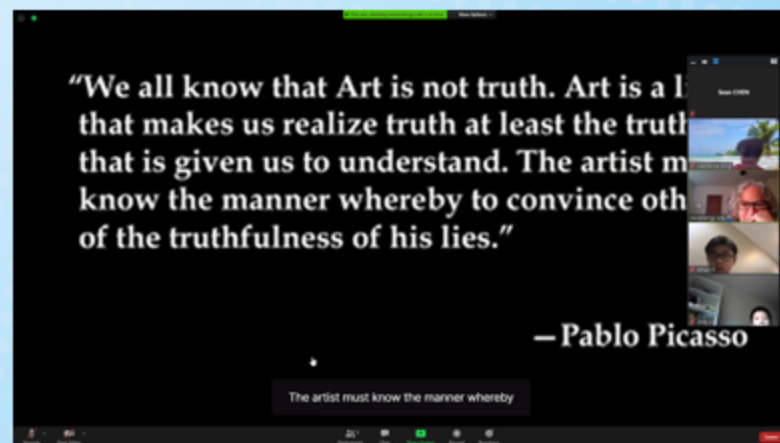 “We all know that Art is not truth. Art is a l
that makes us realize truth at least the truth
that is given us to understand. The artist m
know the manner whereby to convince oth
of the truthfulness of his lies.”
—Pablo Picasso
The artist must know the manner whereby
Sean CHEN